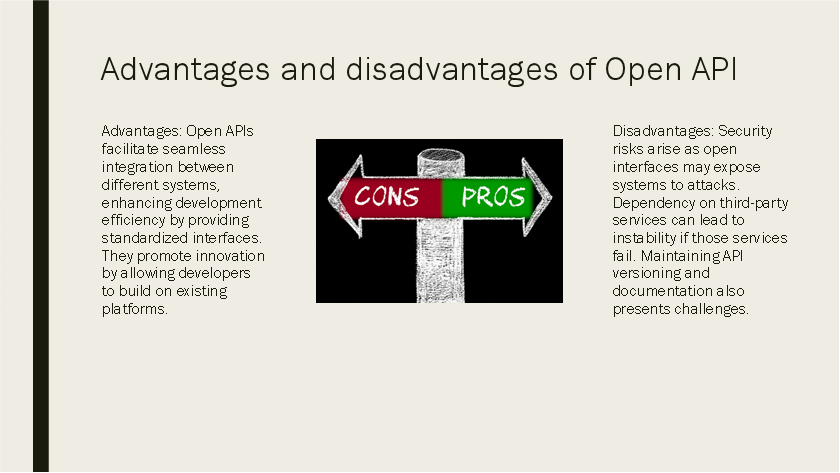 Advantages and disadvantages of Open API
Advantages: Open APIs
facilitate seamless
integration between
different systems,
enhancing development
efficiency by providing
standardized interfaces.
They promote innovation
by allowing developers
to build on existing
platforms.
CONS PROS
Disadvantages: Security
risks arise as open
interfaces may expose
systems to attacks.
Dependency on third-party
services can lead to
instability if those services
fail. Maintaining API
versioning and
documentation also
presents challenges.